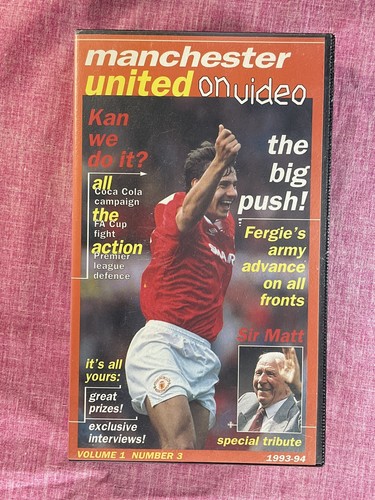 manchester
united on video
Kan
we
do it?
the
big
push!
all
Coca Cola
campaign
the
FA Cup
fight
action
Premier
league
defence
Fergie's
army
advance
on all
fronts
Sir Matt
it's all
yours:
great
prizes!
exclusive
interviews!
special tribute
VOLUME 1 NUMBER 3
1993-94